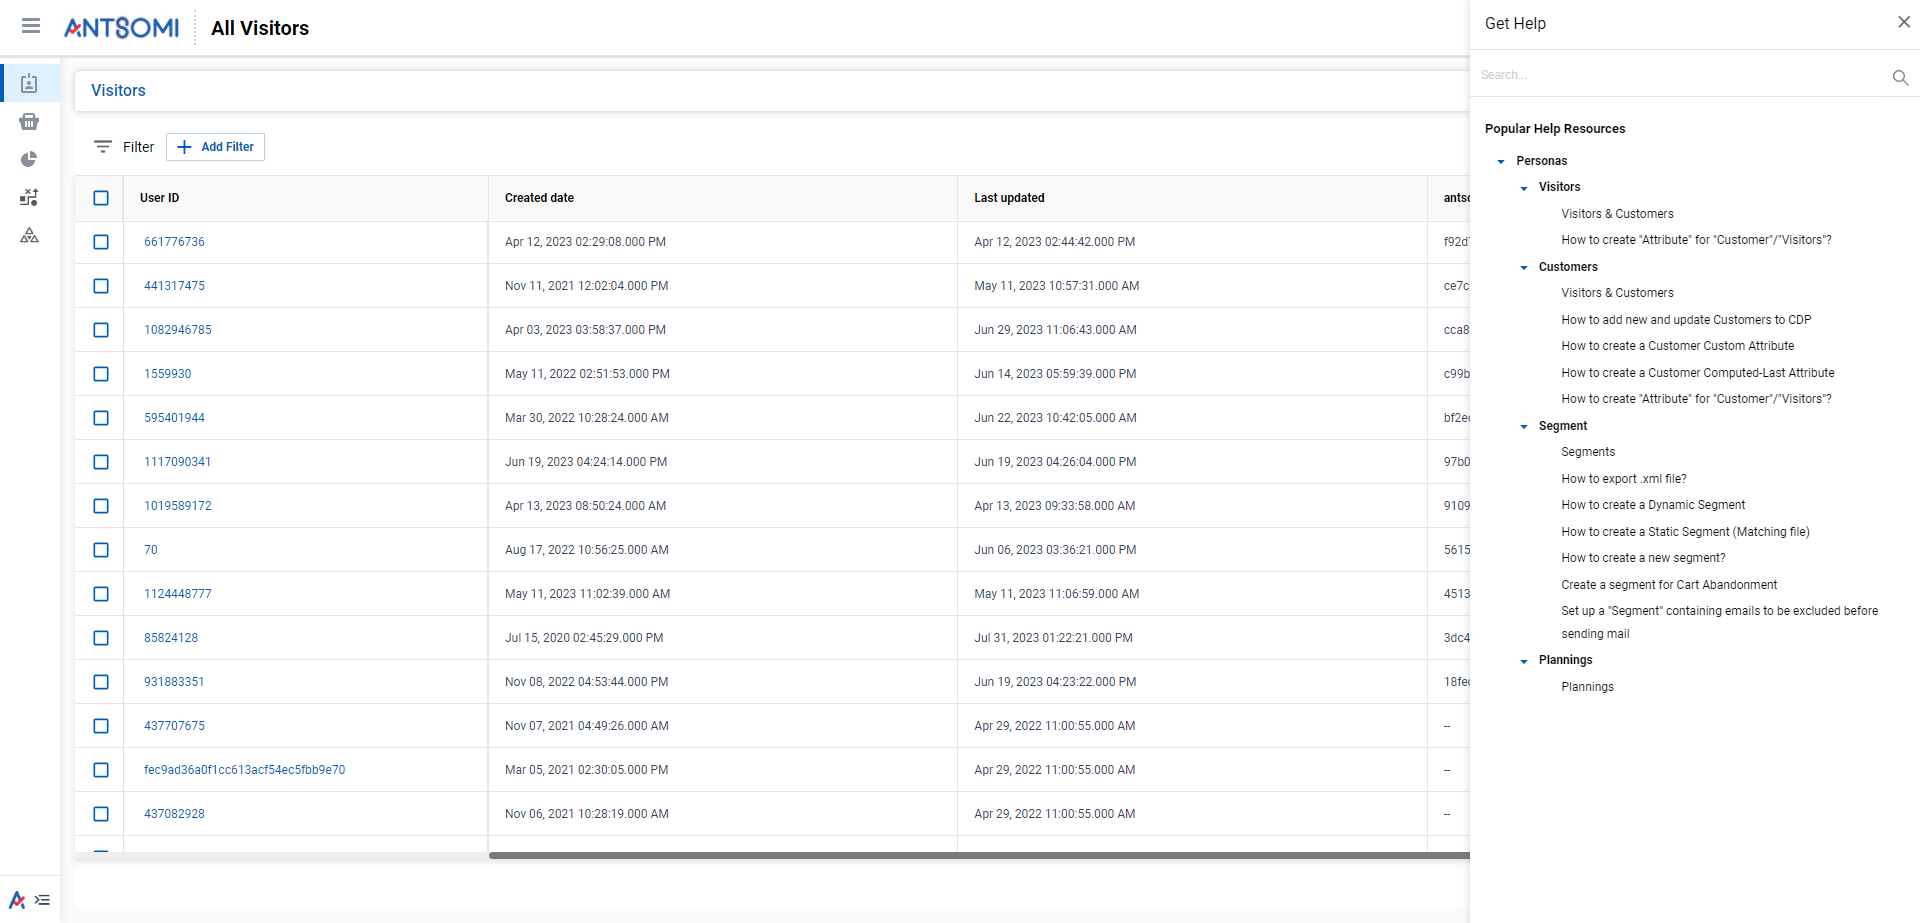 ANTSOMI
All Visitors
Visitors
Filter
Add Filter
User ID Created date Last updated antso
661776736 Apr 12, 2023 02:29:08.000 PM Apr 12, 2023 02:44:42.000 PM f92d
441317475 Nov 11, 2021 12:02:04.000 PM May 11, 2023 10:57:31.000 AM ce7c
1082946785 Apr 03, 2023 03:58:37.000 PM Jun 29, 2023 11:06:43.000 AM cca8
1559930 May 11, 2022 02:51:53.000 PM Jun 14, 2023 05:59:39.000 PM c99b
595401944 Mar 30, 2022 10:28:24.000 AM Jun 22, 2023 10:42:05.000 AM bf2e
1117090341 Jun 19, 2023 04:24:14.000 PM Jun 19, 2023 04:26:04.000 PM 97b0
1019589172 Apr 13, 2023 08:50:24.000 AM Apr 13, 2023 09:33:58.000 AM 9109
70 Aug 17, 2022 10:56:25.000 AM Jun 06, 2023 03:36:21.000 PM 5615
1124448777 May 11, 2023 11:02:39.000 AM May 11, 2023 11:06:59.000 AM 4513
85824128 Jul 15, 2020 02:45:29.000 PM Jul 31, 2023 01:22:21.000 PM 3dc4
931883351 Nov 08, 2022 04:53:44.000 PM Jun 19, 2023 04:23:22.000 PM 18fe
437707675 Nov 07, 2021 04:49:26.000 AM Apr 29, 2022 11:00:55.000 AM --
fec9ad36a0f1cc613acf54ec5fbb9e70 Mar 05, 2021 02:30:05.000 PM Apr 29, 2022 11:00:55.000 AM --
437082928 Nov 06, 2021 10:28:19.000 AM Apr 29, 2022 11:00:55.000 AM --
Get Help
Search...
Popular Help Resources
Personas
Visitors
Visitors & Customers
How to create "Attribute" for "Customer"/"Visitors"?
Customers
Visitors & Customers
How to add new and update Customers to CDP
How to create a Customer Custom Attribute
How to create a Customer Computed-Last Attribute
How to create "Attribute" for "Customer"/"Visitors"?
Segment
Segments
How to export .xml file?
How to create a Dynamic Segment
How to create a Static Segment (Matching file)
How to create a new segment?
Create a segment for Cart Abandonment
Set up a "Segment" containing emails to be excluded before
sending mail
Plannings
Plannings